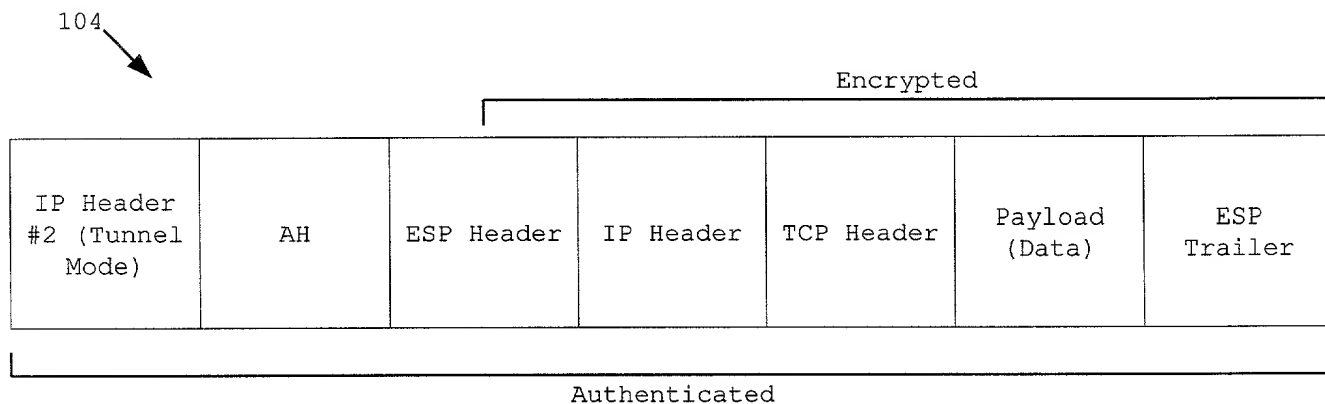 104
Encrypted
IP Header
#2 (Tunnel
Mode)
AH
ESP Header
IP Header
TCP Header
Payload
(Data)
ESP
Trailer
Authenticated